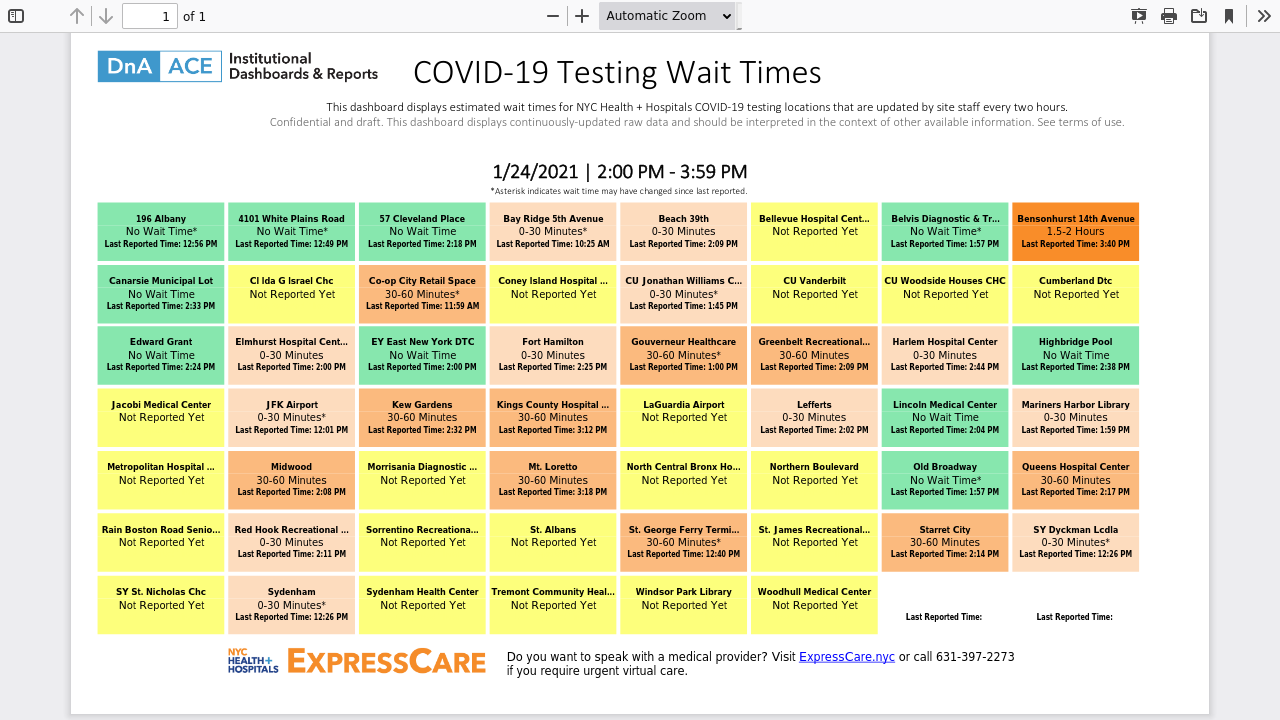 1 of 1 Automatic Zoom
DnA ACE Institutional Dashboards & Reports
COVID-19 Testing Wait Times
This dashboard displays estimated wait times for NYC Health + Hospitals COVID-19 testing locations that are updated by site staff every two hours.
Confidential and draft. This dashboard displays continuously-updated raw data and should be interpreted in the context of other available information. See terms of use.
1/24/2021 | 2:00 PM - 3:59 PM
*Asterisk indicates wait time may have changed since last reported.
196 Albany
No Wait Time*
Last Reported Time: 12:56 PM
4101 White Plains Road
No Wait Time*
Last Reported Time: 12:49 PM
57 Cleveland Place
No Wait Time
Last Reported Time: 2:18 PM
Bay Ridge 5th Avenue
0-30 Minutes*
Last Reported Time: 10:25 AM
Beach 39th
0-30 Minutes
Last Reported Time: 2:09 PM
Bellevue Hospital Cent...
Not Reported Yet
Belvis Diagnostic & Tr...
No Wait Time*
Last Reported Time: 1:57 PM
Bensonhurst 14th Avenue
1.5-2 Hours
Last Reported Time: 3:40 PM
Canarsie Municipal Lot
No Wait Time
Last Reported Time: 2:33 PM
Cl Ida G Israel Chc
Not Reported Yet
Co-op City Retail Space
30-60 Minutes*
Last Reported Time: 11:59 AM
Coney Island Hospital ...
Not Reported Yet
CU Jonathan Williams C...
0-30 Minutes*
Last Reported Time: 1:45 PM
CU Vanderbilt
Not Reported Yet
CU Woodside Houses CHC
Not Reported Yet
Cumberland Dtc
Not Reported Yet
Edward Grant
No Wait Time
Last Reported Time: 2:24 PM
Elmhurst Hospital Cent...
0-30 Minutes
Last Reported Time: 2:00 PM
EY East New York DTC
No Wait Time
Last Reported Time: 2:00 PM
Fort Hamilton
0-30 Minutes
Last Reported Time: 2:25 PM
Gouverneur Healthcare
30-60 Minutes*
Last Reported Time: 1:00 PM
Greenbelt Recreational...
30-60 Minutes
Last Reported Time: 2:09 PM
Harlem Hospital Center
0-30 Minutes
Last Reported Time: 2:44 PM
Highbridge Pool
No Wait Time
Last Reported Time: 2:38 PM
Jacobi Medical Center
Not Reported Yet
JFK Airport
0-30 Minutes*
Last Reported Time: 12:01 PM
Kew Gardens
30-60 Minutes
Last Reported Time: 2:32 PM
Kings County Hospital ...
30-60 Minutes
Last Reported Time: 3:12 PM
LaGuardia Airport
Not Reported Yet
Lefferts
0-30 Minutes
Last Reported Time: 2:02 PM
Lincoln Medical Center
No Wait Time
Last Reported Time: 2:04 PM
Mariners Harbor Library
0-30 Minutes
Last Reported Time: 1:59 PM
Metropolitan Hospital ...
Not Reported Yet
Midwood
30-60 Minutes
Last Reported Time: 2:08 PM
Morrisania Diagnostic ...
Not Reported Yet
Mt. Loretto
30-60 Minutes
Last Reported Time: 3:18 PM
North Central Bronx Ho...
Not Reported Yet
Northern Boulevard
Not Reported Yet
Old Broadway
No Wait Time*
Last Reported Time: 1:57 PM
Queens Hospital Center
30-60 Minutes
Last Reported Time: 2:17 PM
Rain Boston Road Senio...
Not Reported Yet
Red Hook Recreational ...
0-30 Minutes
Last Reported Time: 2:11 PM
Sorrentino Recreationa...
Not Reported Yet
St. Albans
Not Reported Yet
St. George Ferry Termi...
30-60 Minutes*
Last Reported Time: 12:40 PM
St. James Recreational...
Not Reported Yet
Starret City
30-60 Minutes
Last Reported Time: 2:14 PM
SY Dyckman Lcdla
0-30 Minutes*
Last Reported Time: 12:26 PM
SY St. Nicholas Chc
Not Reported Yet
Sydenham
0-30 Minutes*
Last Reported Time: 12:26 PM
Sydenham Health Center
Not Reported Yet
Tremont Community Heal...
Not Reported Yet
Windsor Park Library
Not Reported Yet
Woodhull Medical Center
Not Reported Yet
Last Reported Time:
Last Reported Time:
NYC
HEALTH+
HOSPITALS
EXPRESSCARE
Do you want to speak with a medical provider? Visit ExpressCare.nyc or call 631-397-2273
if you require urgent virtual care.